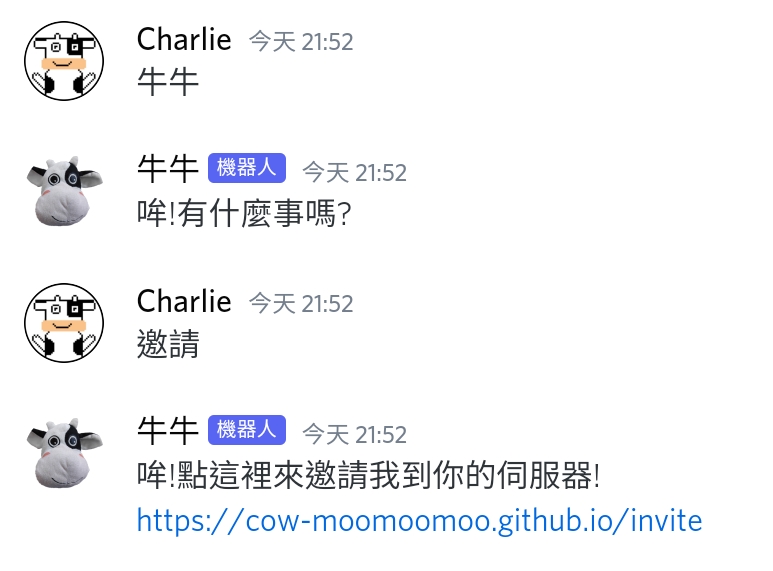 Charlie 今天 21:52
牛牛
牛牛 機器人 今天 21:52
哞!有什麼事嗎?
Charlie 今天 21:52
邀請
牛牛 機器人 今天 21:52
哞!點這裡來邀請我到你的伺服器!
https://cow-moomoomoo.github.io/invite